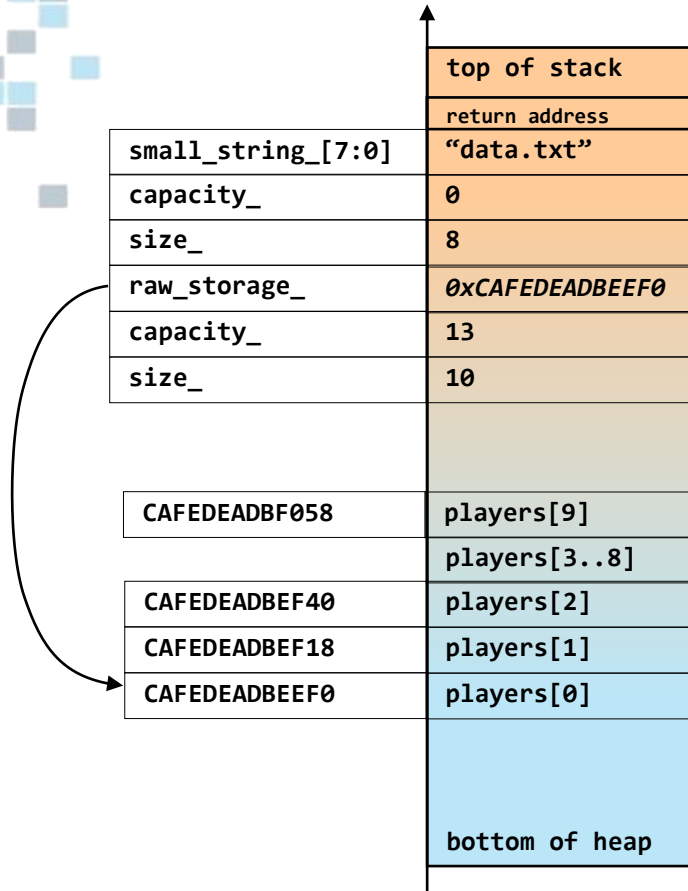 top of stack
return address
small_string_[7:0] “data.txt”
capacity_ 0
size_ 8
raw_storage_ 0xCAFEDEADBEEF0
capacity_ 13
size_ 10
CAFEDEADBF058 players[9]
players[3..8]
CAFEDEADBEF40 players[2]
CAFEDEADBEF18 players[1]
CAFEDEADBEEF0 players[0]
bottom of heap